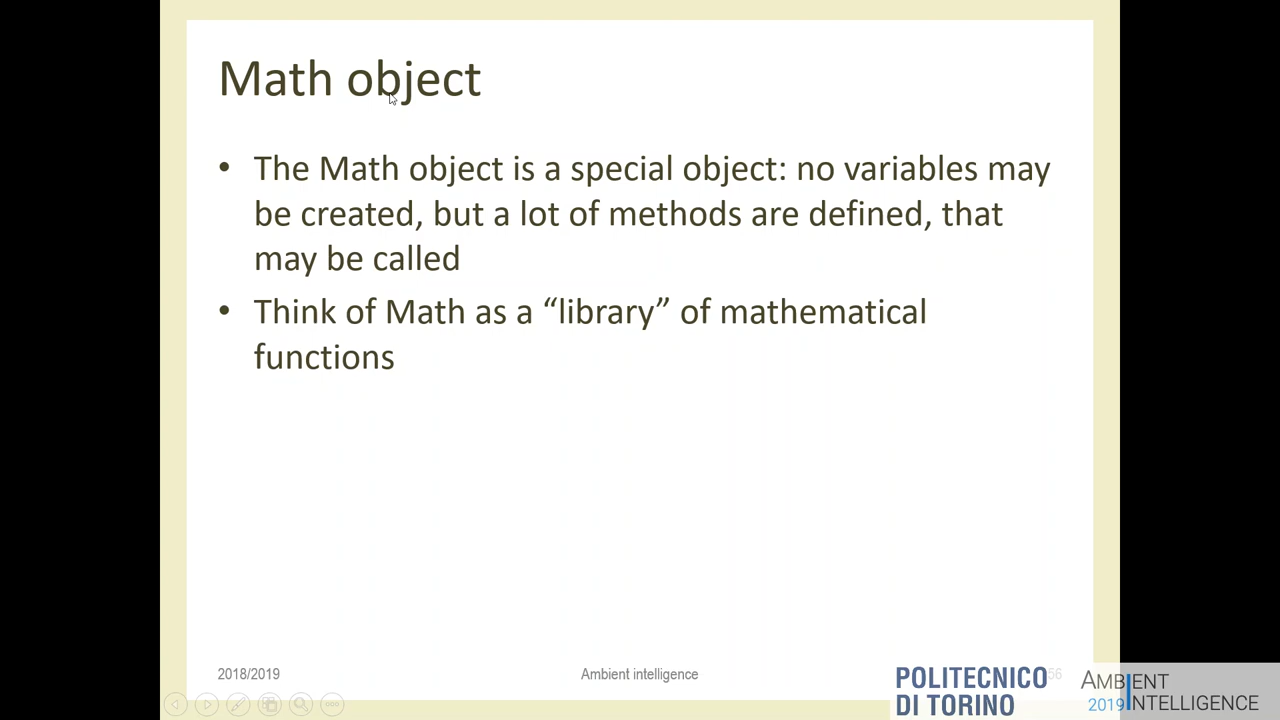 Math object
• The Math object is a special object: no variables may
be created, but a lot of methods are defined, that
may be called
• Think of Math as a “library” of mathematical
functions
2018/2019
Ambient intelligence
56
POLITECNICO
DI TORINO
AMBIENT
2019 INTELLIGENCE